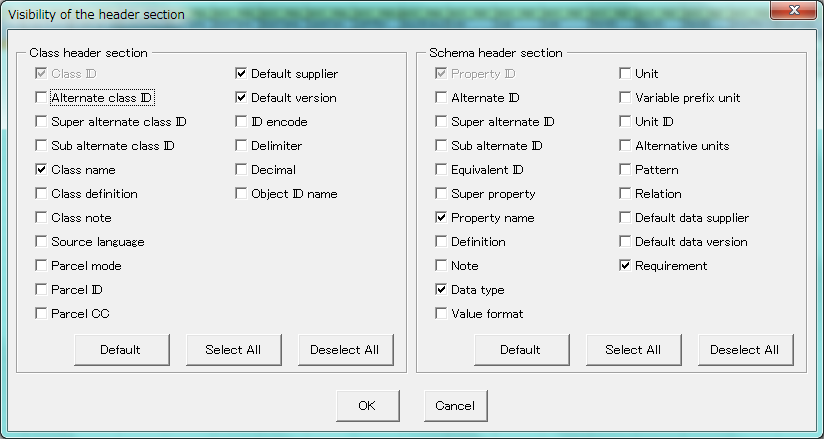 Visibility of the header section
Class header section
Class ID
Alternate class ID
Super alternate class ID
Sub alternate class ID
Class name
Class definition
Class note
Source language
Parcel mode
Parcel ID
Parcel CC
Default supplier
Default version
ID encode
Delimiter
Decimal
Object ID name
Default
Select All
Deselect All
Schema header section
Property ID
Alternate ID
Super alternate ID
Sub alternate ID
Equivalent ID
Super property
Property name
Definition
Note
Data type
Value format
Unit
Variable prefix unit
Unit ID
Alternative units
Pattern
Relation
Default data supplier
Default data version
Requirement
Default
Select All
Deselect All
OK
Cancel